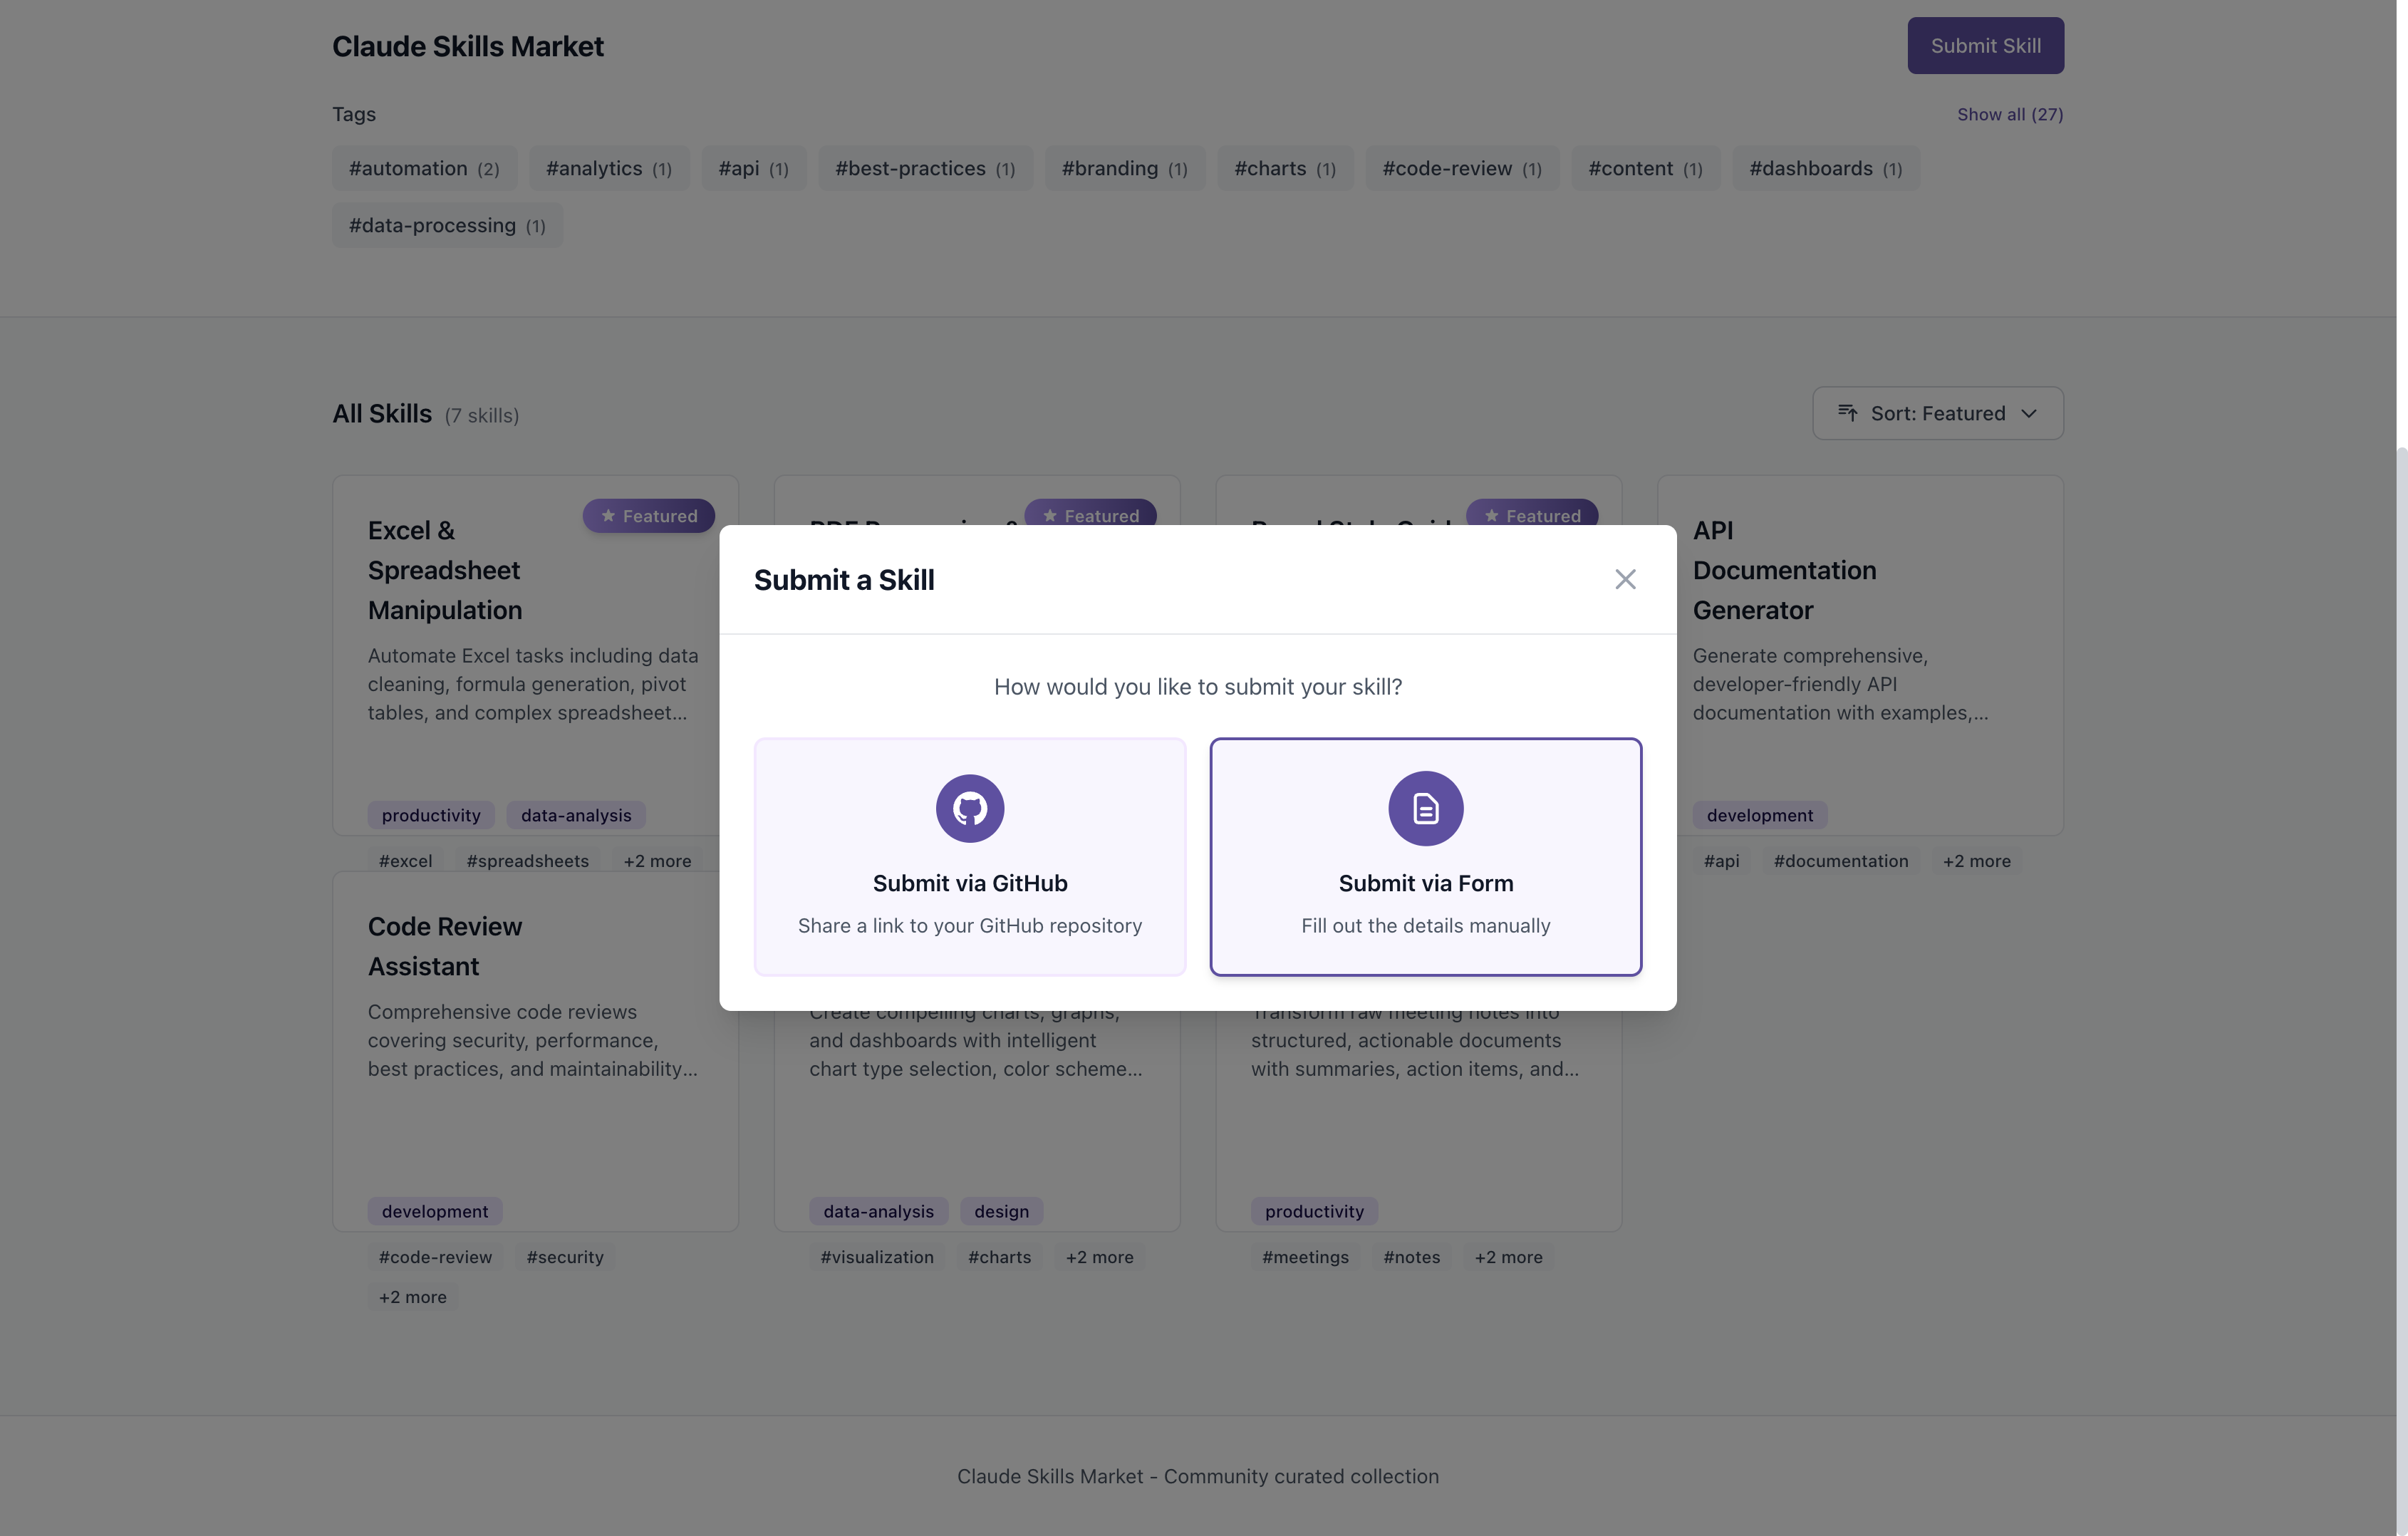 Claude Skills Market
Submit Skill
Tags
Show all (27)
#automation (2)
#analytics (1)
#api (1)
#best-practices (1)
#branding (1)
#charts (1)
#code-review (1)
#content (1)
#dashboards (1)
#data-processing (1)
All Skills (7 skills)
Sort: Featured
Excel &
Spreadsheet
Manipulation
Featured
Automate Excel tasks including data
cleaning, formula generation, pivot
tables, and complex spreadsheet...
productivity
data-analysis
#excel
#spreadsheets
+2 more
Featured
Featured
API
Documentation
Generator
Generate comprehensive,
developer-friendly API
documentation with examples,...
development
#api
#documentation
+2 more
Submit a Skill
How would you like to submit your skill?
Submit via GitHub
Share a link to your GitHub repository
Submit via Form
Fill out the details manually
Code Review
Assistant
Comprehensive code reviews
covering security, performance,
best practices, and maintainability...
development
#code-review
#security
+2 more
Create compelling charts, graphs,
and dashboards with intelligent
chart type selection, color scheme...
data-analysis
design
#visualization
#charts
+2 more
Transform raw meeting notes into
structured, actionable documents
with summaries, action items, and...
productivity
#meetings
#notes
+2 more
Claude Skills Market - Community curated collection